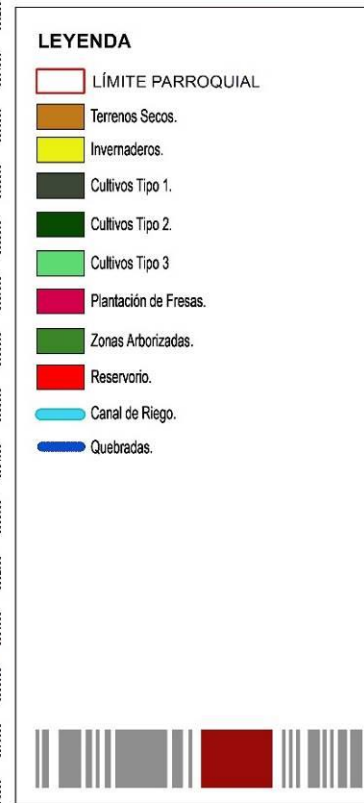 LEYENDA
LÍMITE PARROQUIAL
Terrenos Secos.
Invernaderos.
Cultivos Tipo 1.
Cultivos Tipo 2.
Cultivos Tipo 3
Plantación de Fresas.
Zonas Arborizadas.
Reservorio.
Canal de Riego.
Quebradas.